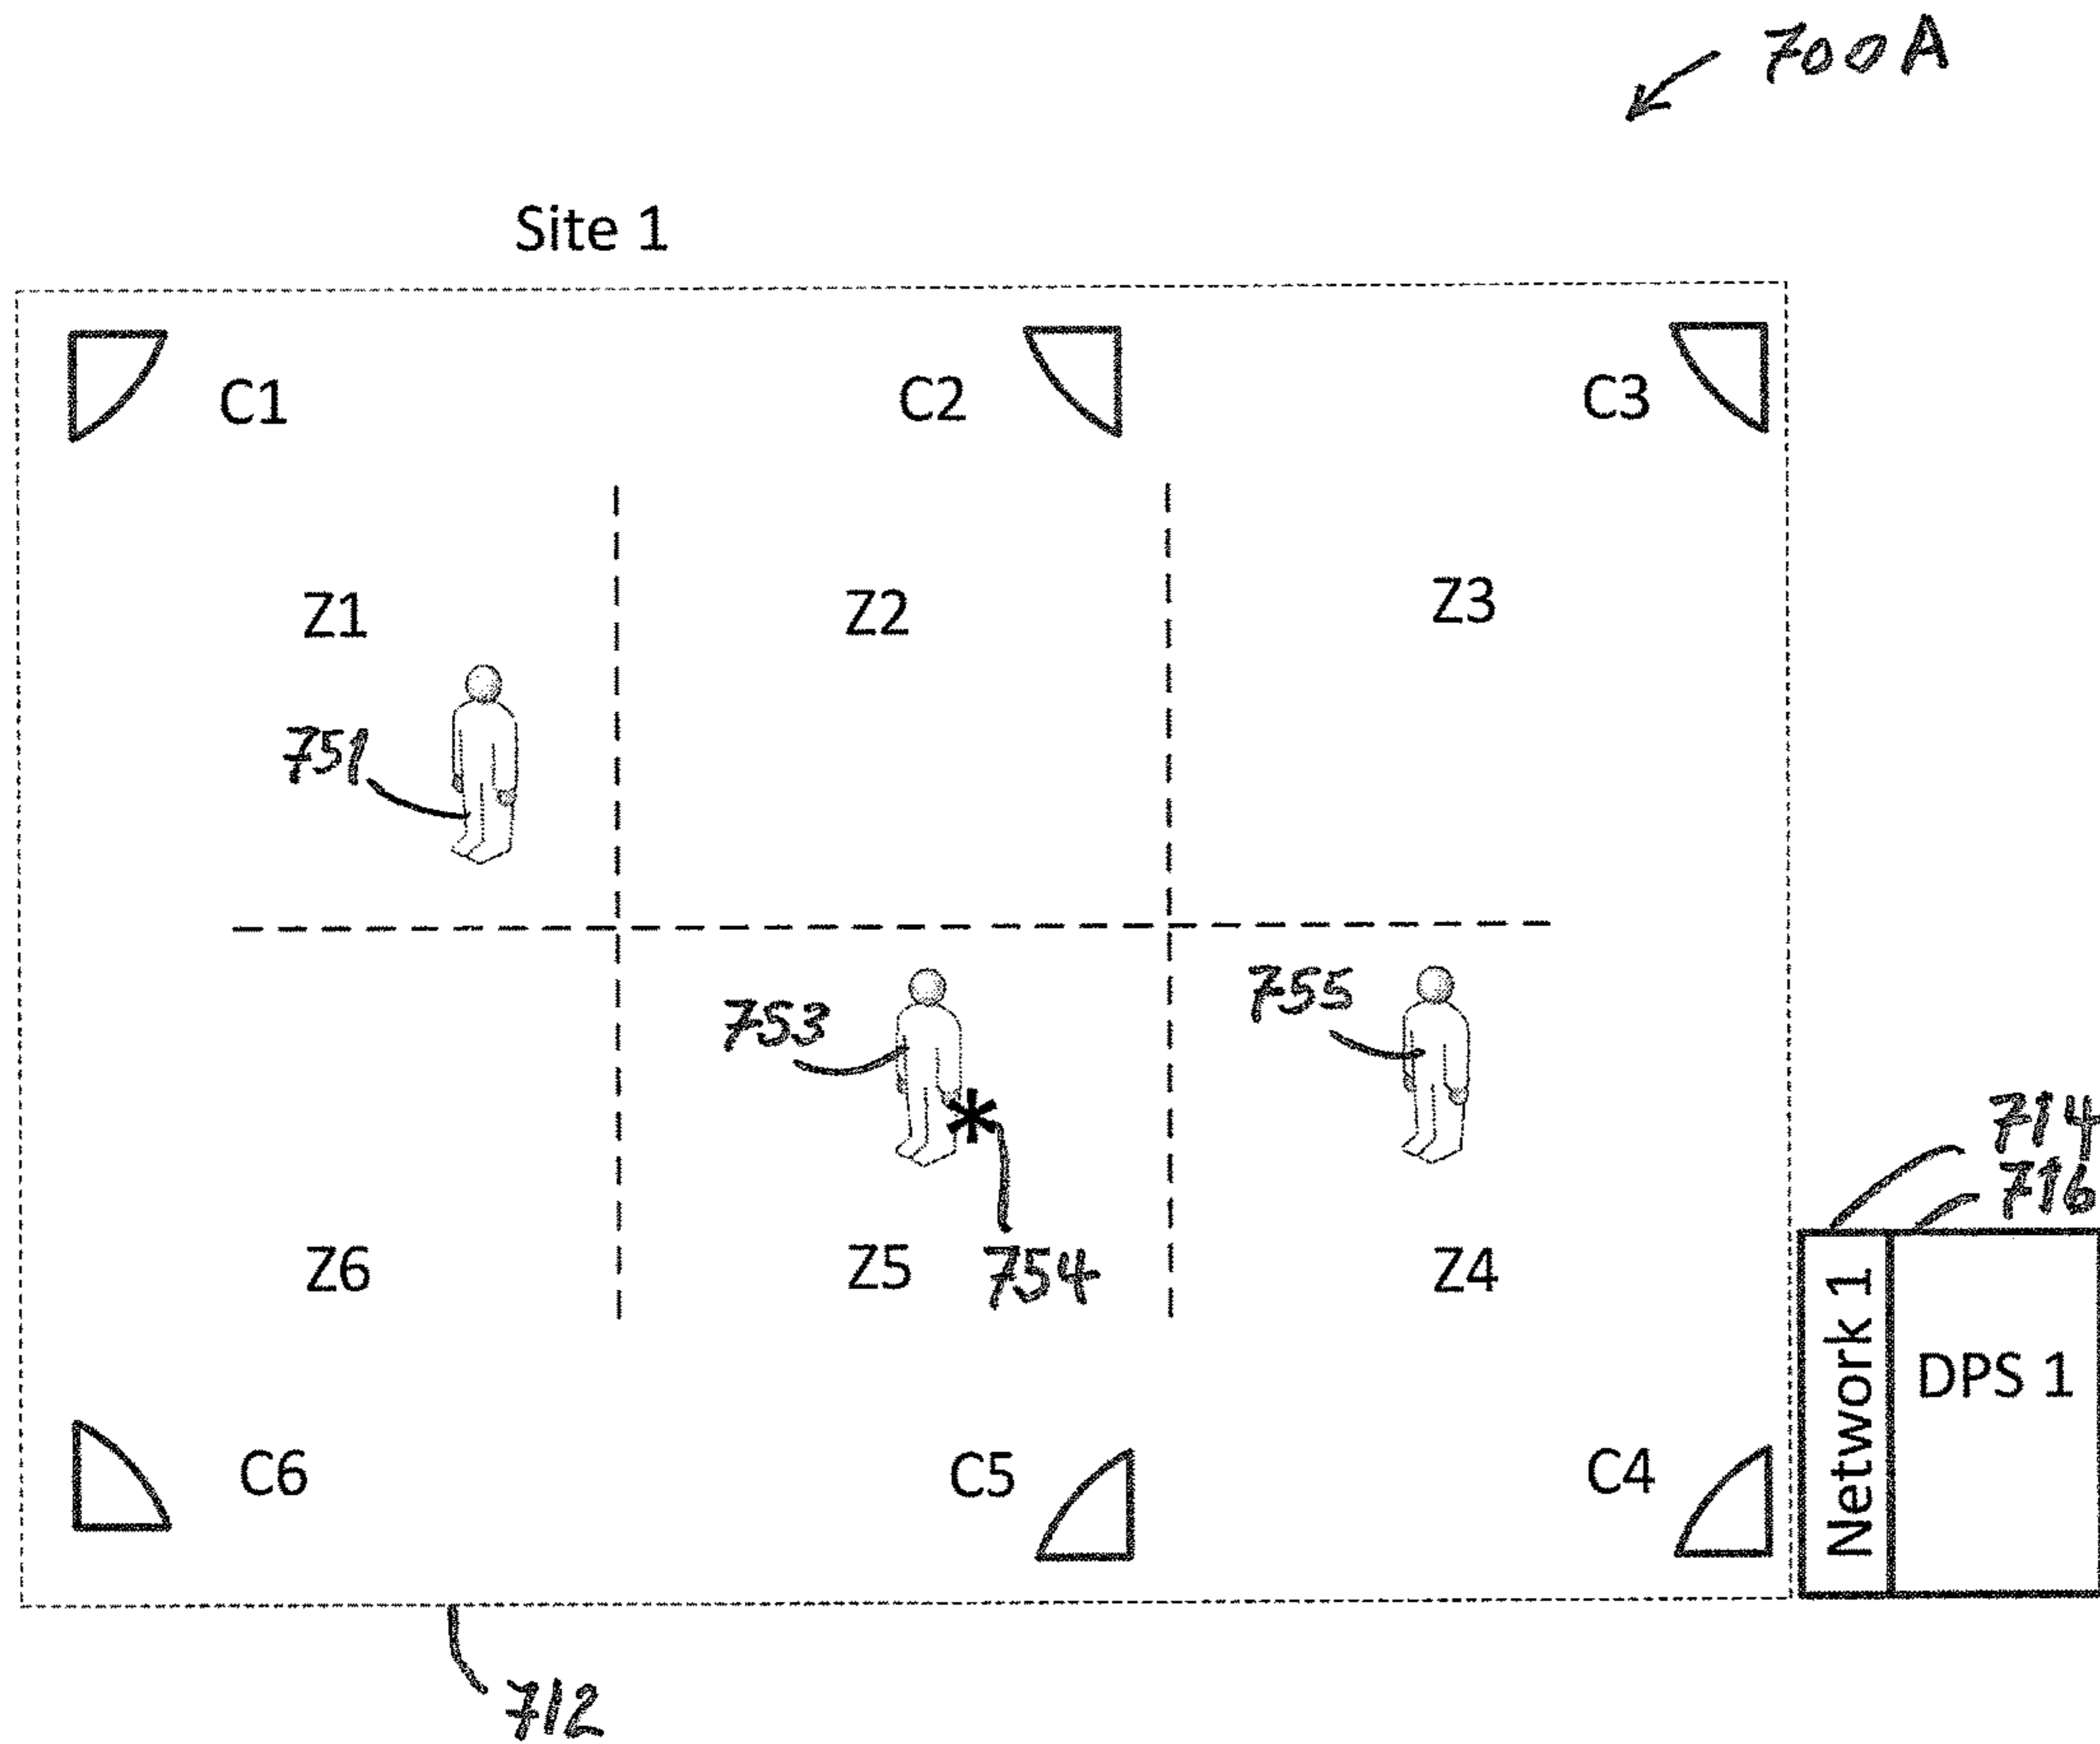 700A
Site 1
C1
C2
C3
Z1
Z2
Z3
751
753
755
*
714
716
Z6
Z5
754
Z4
Network 1
DPS 1
C6
C5
C4
712